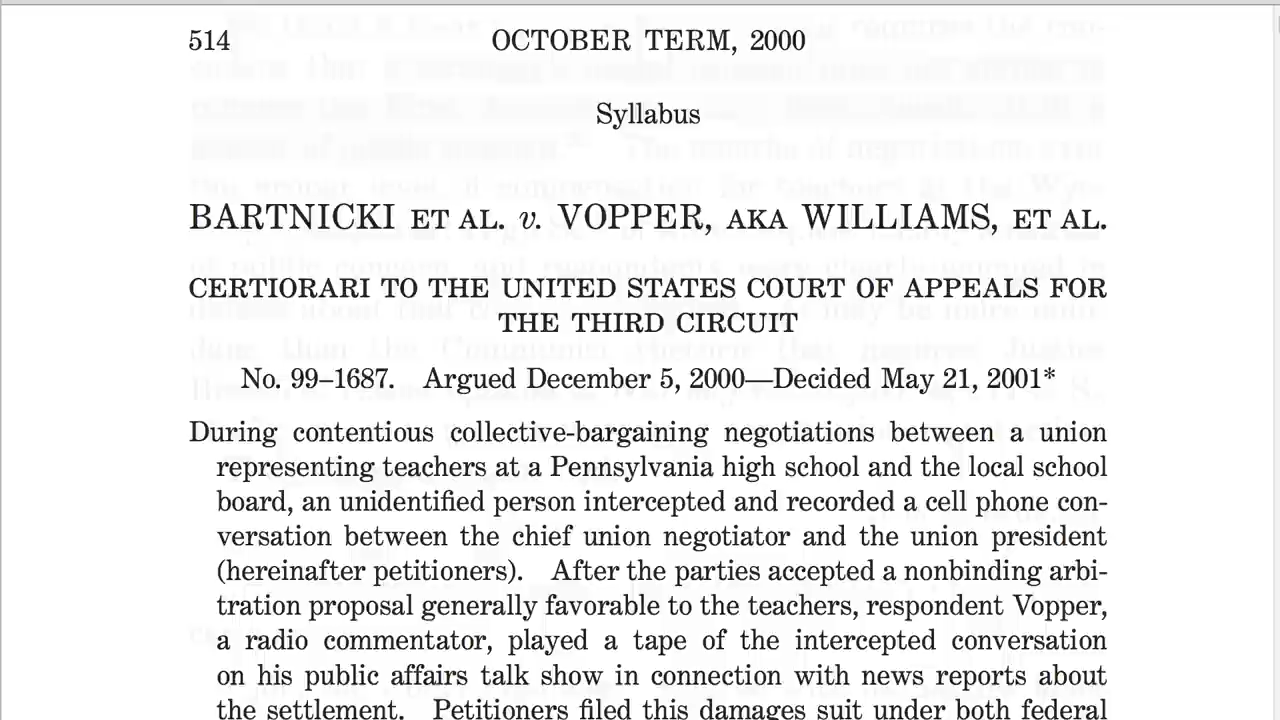 514
OCTOBER TERM, 2000
Syllabus
BARTNICKI ET AL. v. VOPPER, AKA WILLIAMS, ET AL.
CERTIORARI TO THE UNITED STATES COURT OF APPEALS FOR
THE THIRD CIRCUIT
No. 99–1687. Argued December 5, 2000—Decided May 21, 2001*
During contentious collective-bargaining negotiations between a union
representing teachers at a Pennsylvania high school and the local school
board, an unidentified person intercepted and recorded a cell phone con-
versation between the chief union negotiator and the union president
(hereinafter petitioners). After the parties accepted a nonbinding arbi-
tration proposal generally favorable to the teachers, respondent Vopper,
a radio commentator, played a tape of the intercepted conversation
on his public affairs talk show in connection with news reports about
the settlement. Petitioners filed this damages suit under both federal